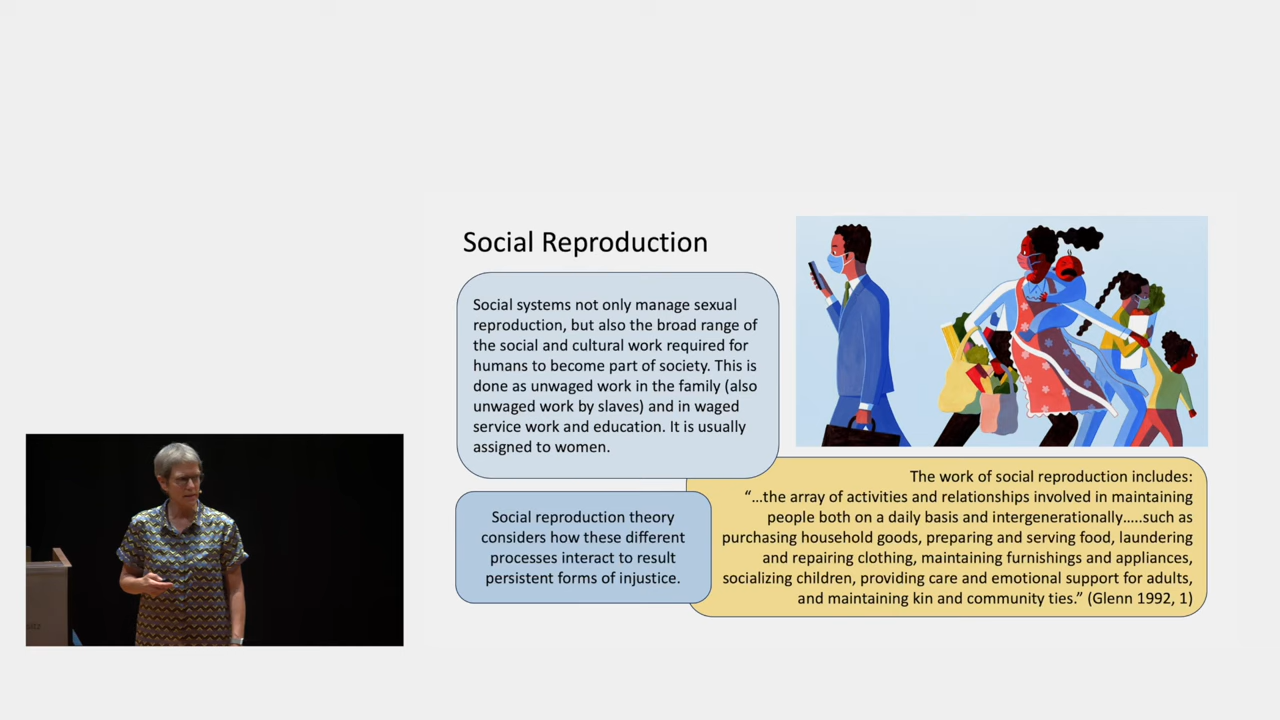 Social Reproduction
Social systems not only manage sexual
reproduction, but also the broad range of
the social and cultural work required for
humans to become part of society. This is
done as unwaged work in the family (also
unwaged work by slaves) and in waged
service work and education. It is usually
assigned to women.
Social reproduction theory
considers how these different
processes interact to result
persistent forms of injustice.
The work of social reproduction includes:
“…the array of activities and relationships involved in maintaining
people both on a daily basis and intergenerationally…..such as
purchasing household goods, preparing and serving food, laundering
and repairing clothing, maintaining furnishings and appliances,
socializing children, providing care and emotional support for adults,
and maintaining kin and community ties.” (Glenn 1992, 1)